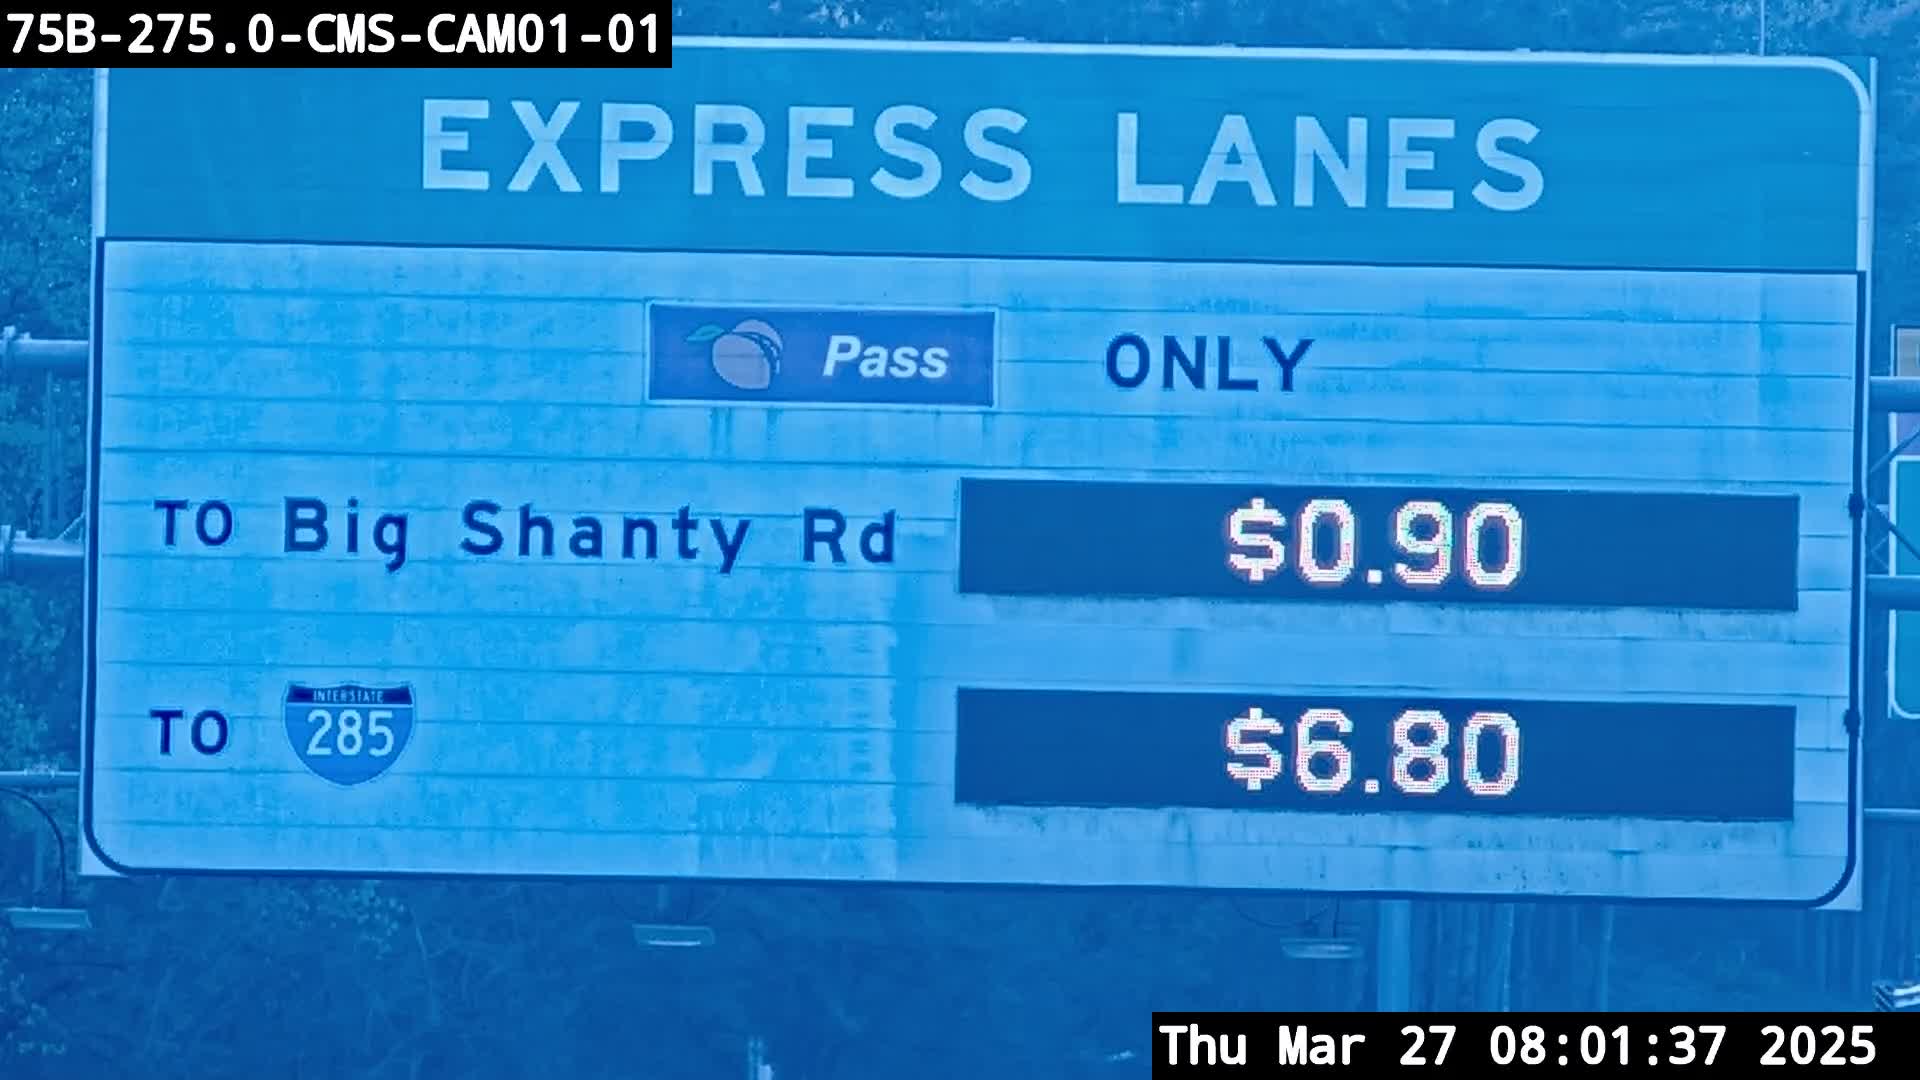 75B-275.0-CMS-CAM01-01
EXPRESS LANES
Pass ONLY
TO Big Shanty Rd $0.90
INTERSTATE
TO 285 $6.80
Thu Mar 27 08:01:37 2025